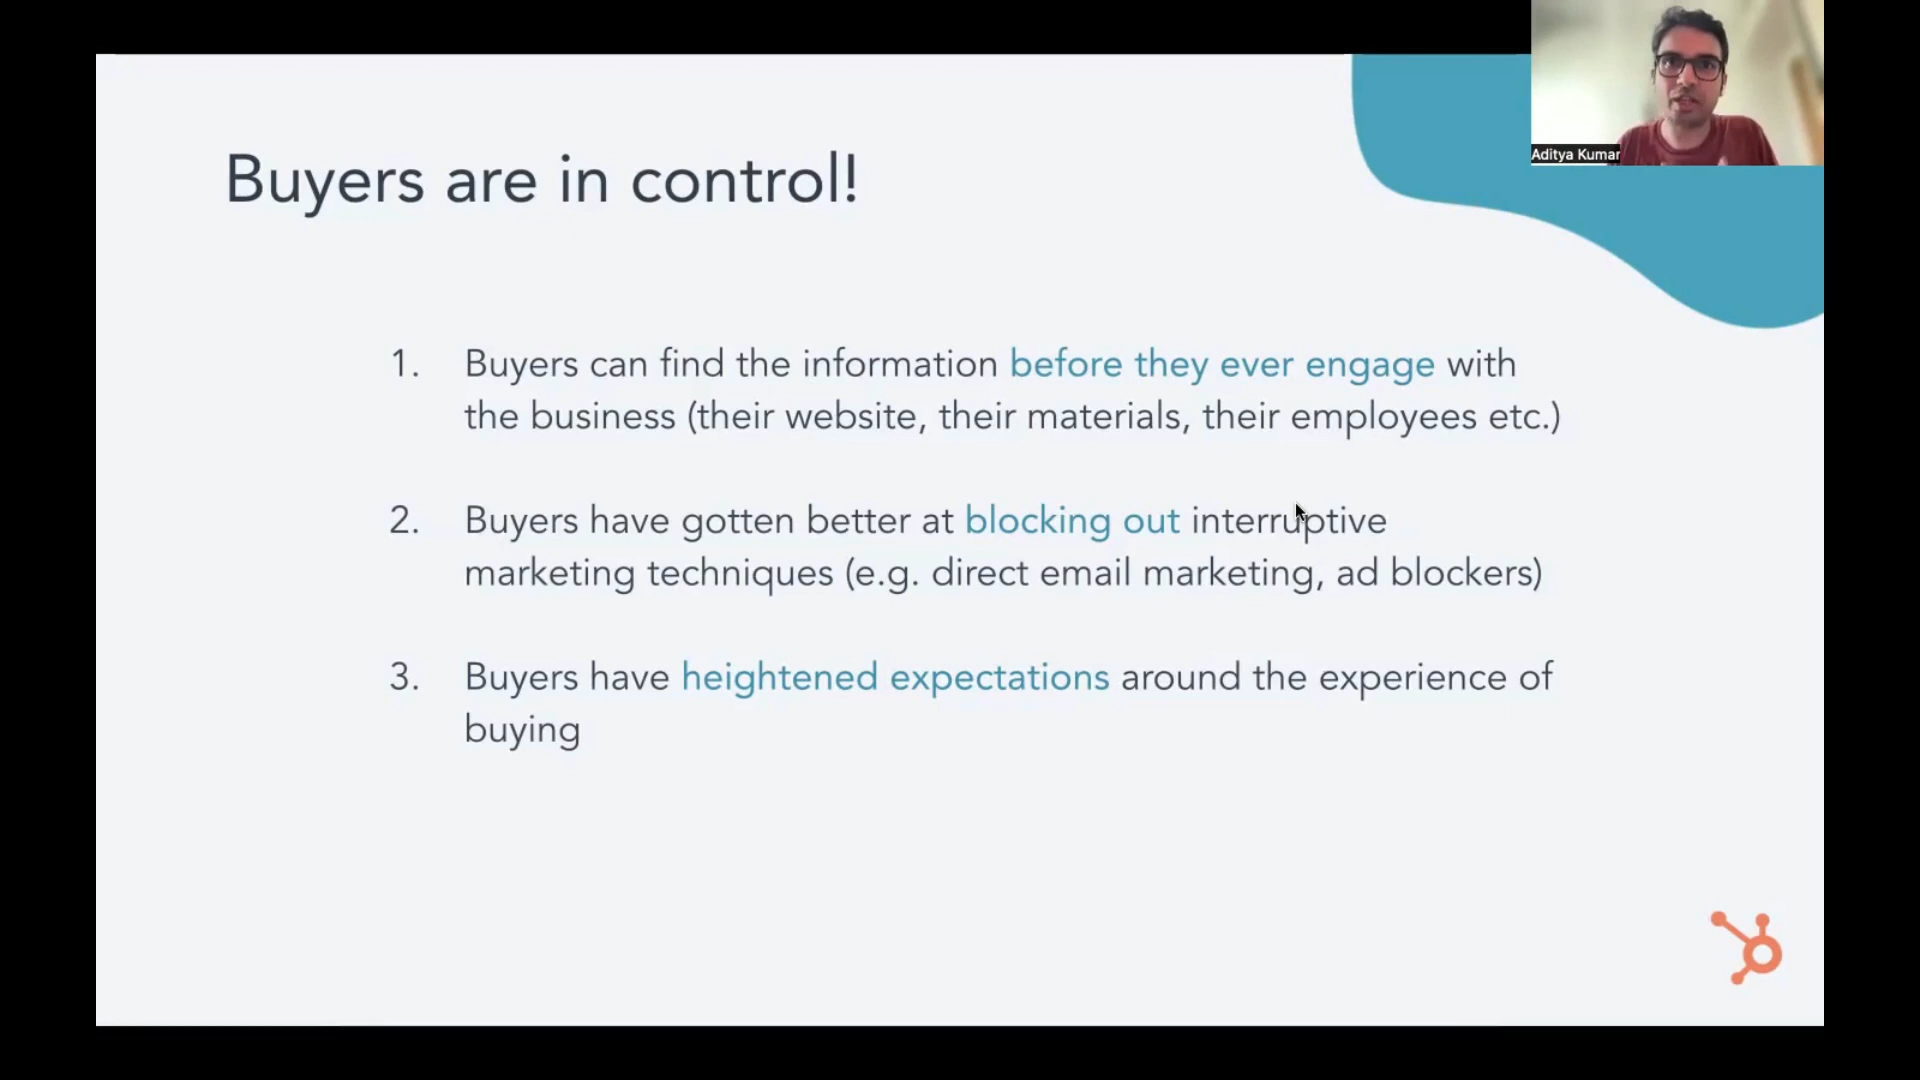 Aditya Kumar
Buyers are in control!
1. Buyers can find the information before they ever engage with
the business (their website, their materials, their employees etc.)
2. Buyers have gotten better at blocking out interruptive
marketing techniques (e.g. direct email marketing, ad blockers)
3. Buyers have heightened expectations around the experience of
buying